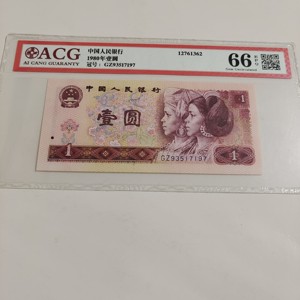 ACG
AI CANG GUARANTY
中国人民银行
1980年壹圆
冠号：GZ93517197
12761362
66 EPQ
中国人民银行
1
壹圆
1
GZ93517197